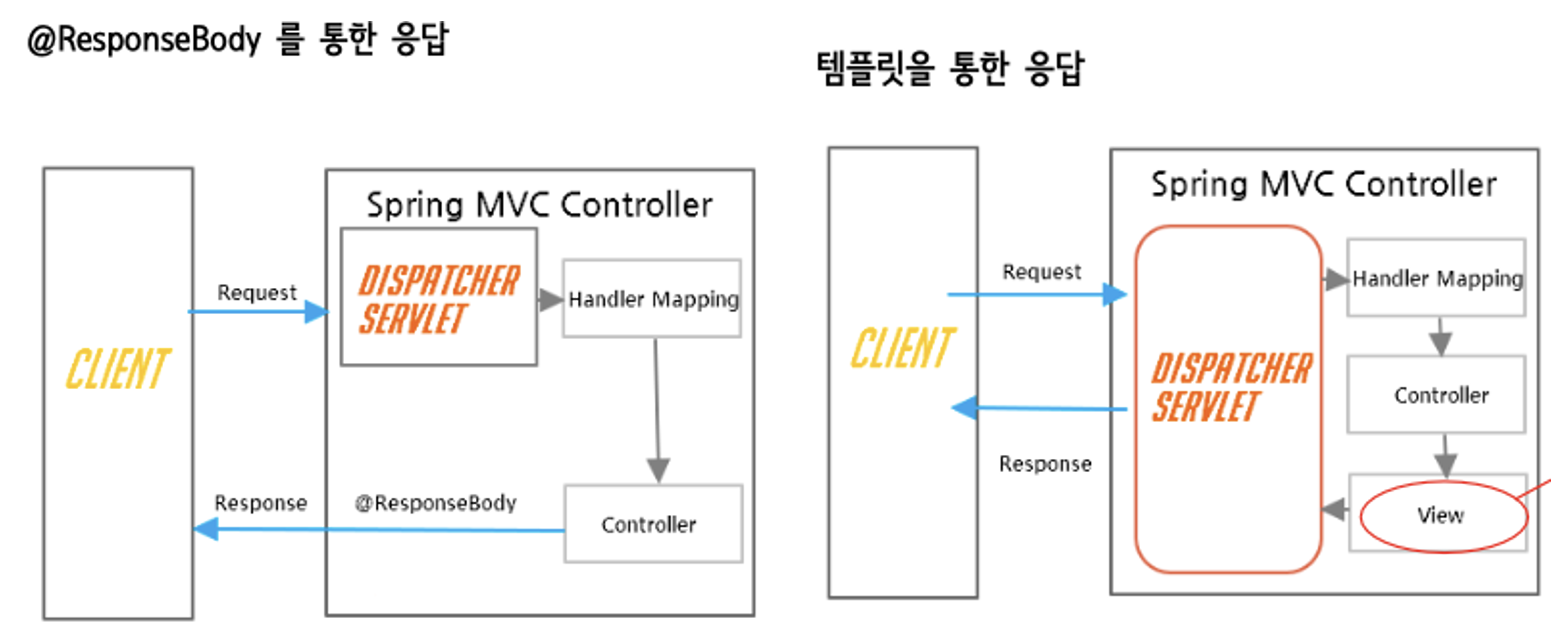 @ResponseBody 를 통한 응답
Spring MVC Controller
DISPATCHER
SERVLET
Handler Mapping
Request
CLIENT
Response
@ResponseBody
Controller
템플릿을 통한 응답
Spring MVC Controller
Request
Handler Mapping
CLIENT
DISPATCHER
SERVLET
Controller
Response
View